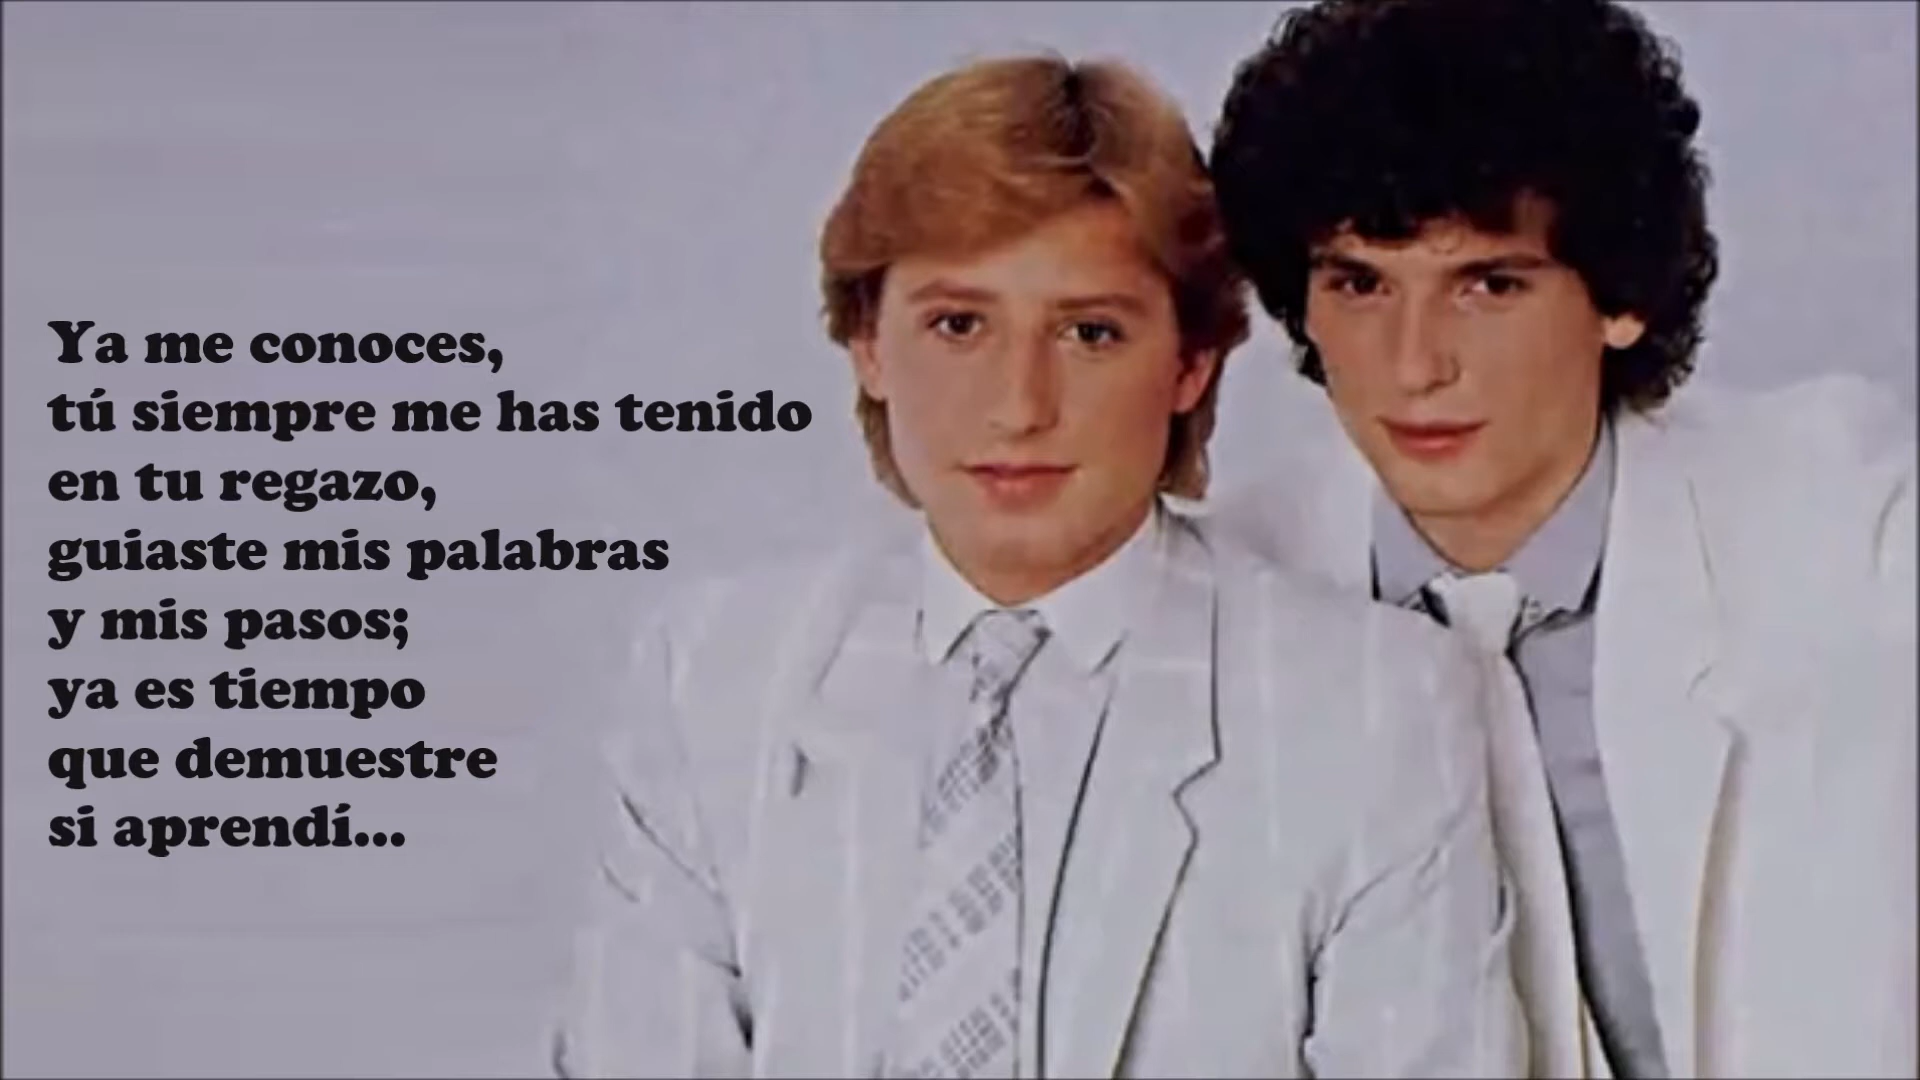 Ya me conoces,
tú siempre me has tenido
en tu regazo,
guiaste mis palabras
y mis pasos;
ya es tiempo
que demuestre
si aprendí...